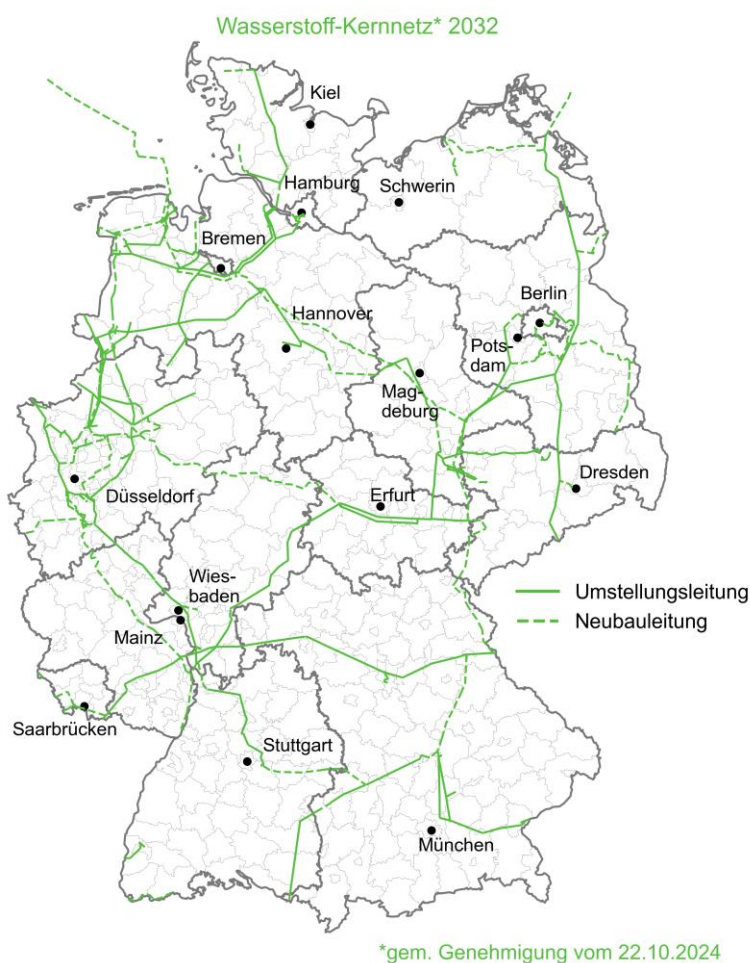 Wasserstoff-Kernnetz* 2032
Kiel
Hamburg
Schwerin
Bremen
Hannover
Berlin
Pots-
dam
Mag-
deburg
Düsseldorf
Erfurt
Dresden
Wies-
baden
Mainz
Umstellungsleitung
Neubauleitung
Saarbrücken
Stuttgart
München
*gem. Genehmigung vom 22.10.2024